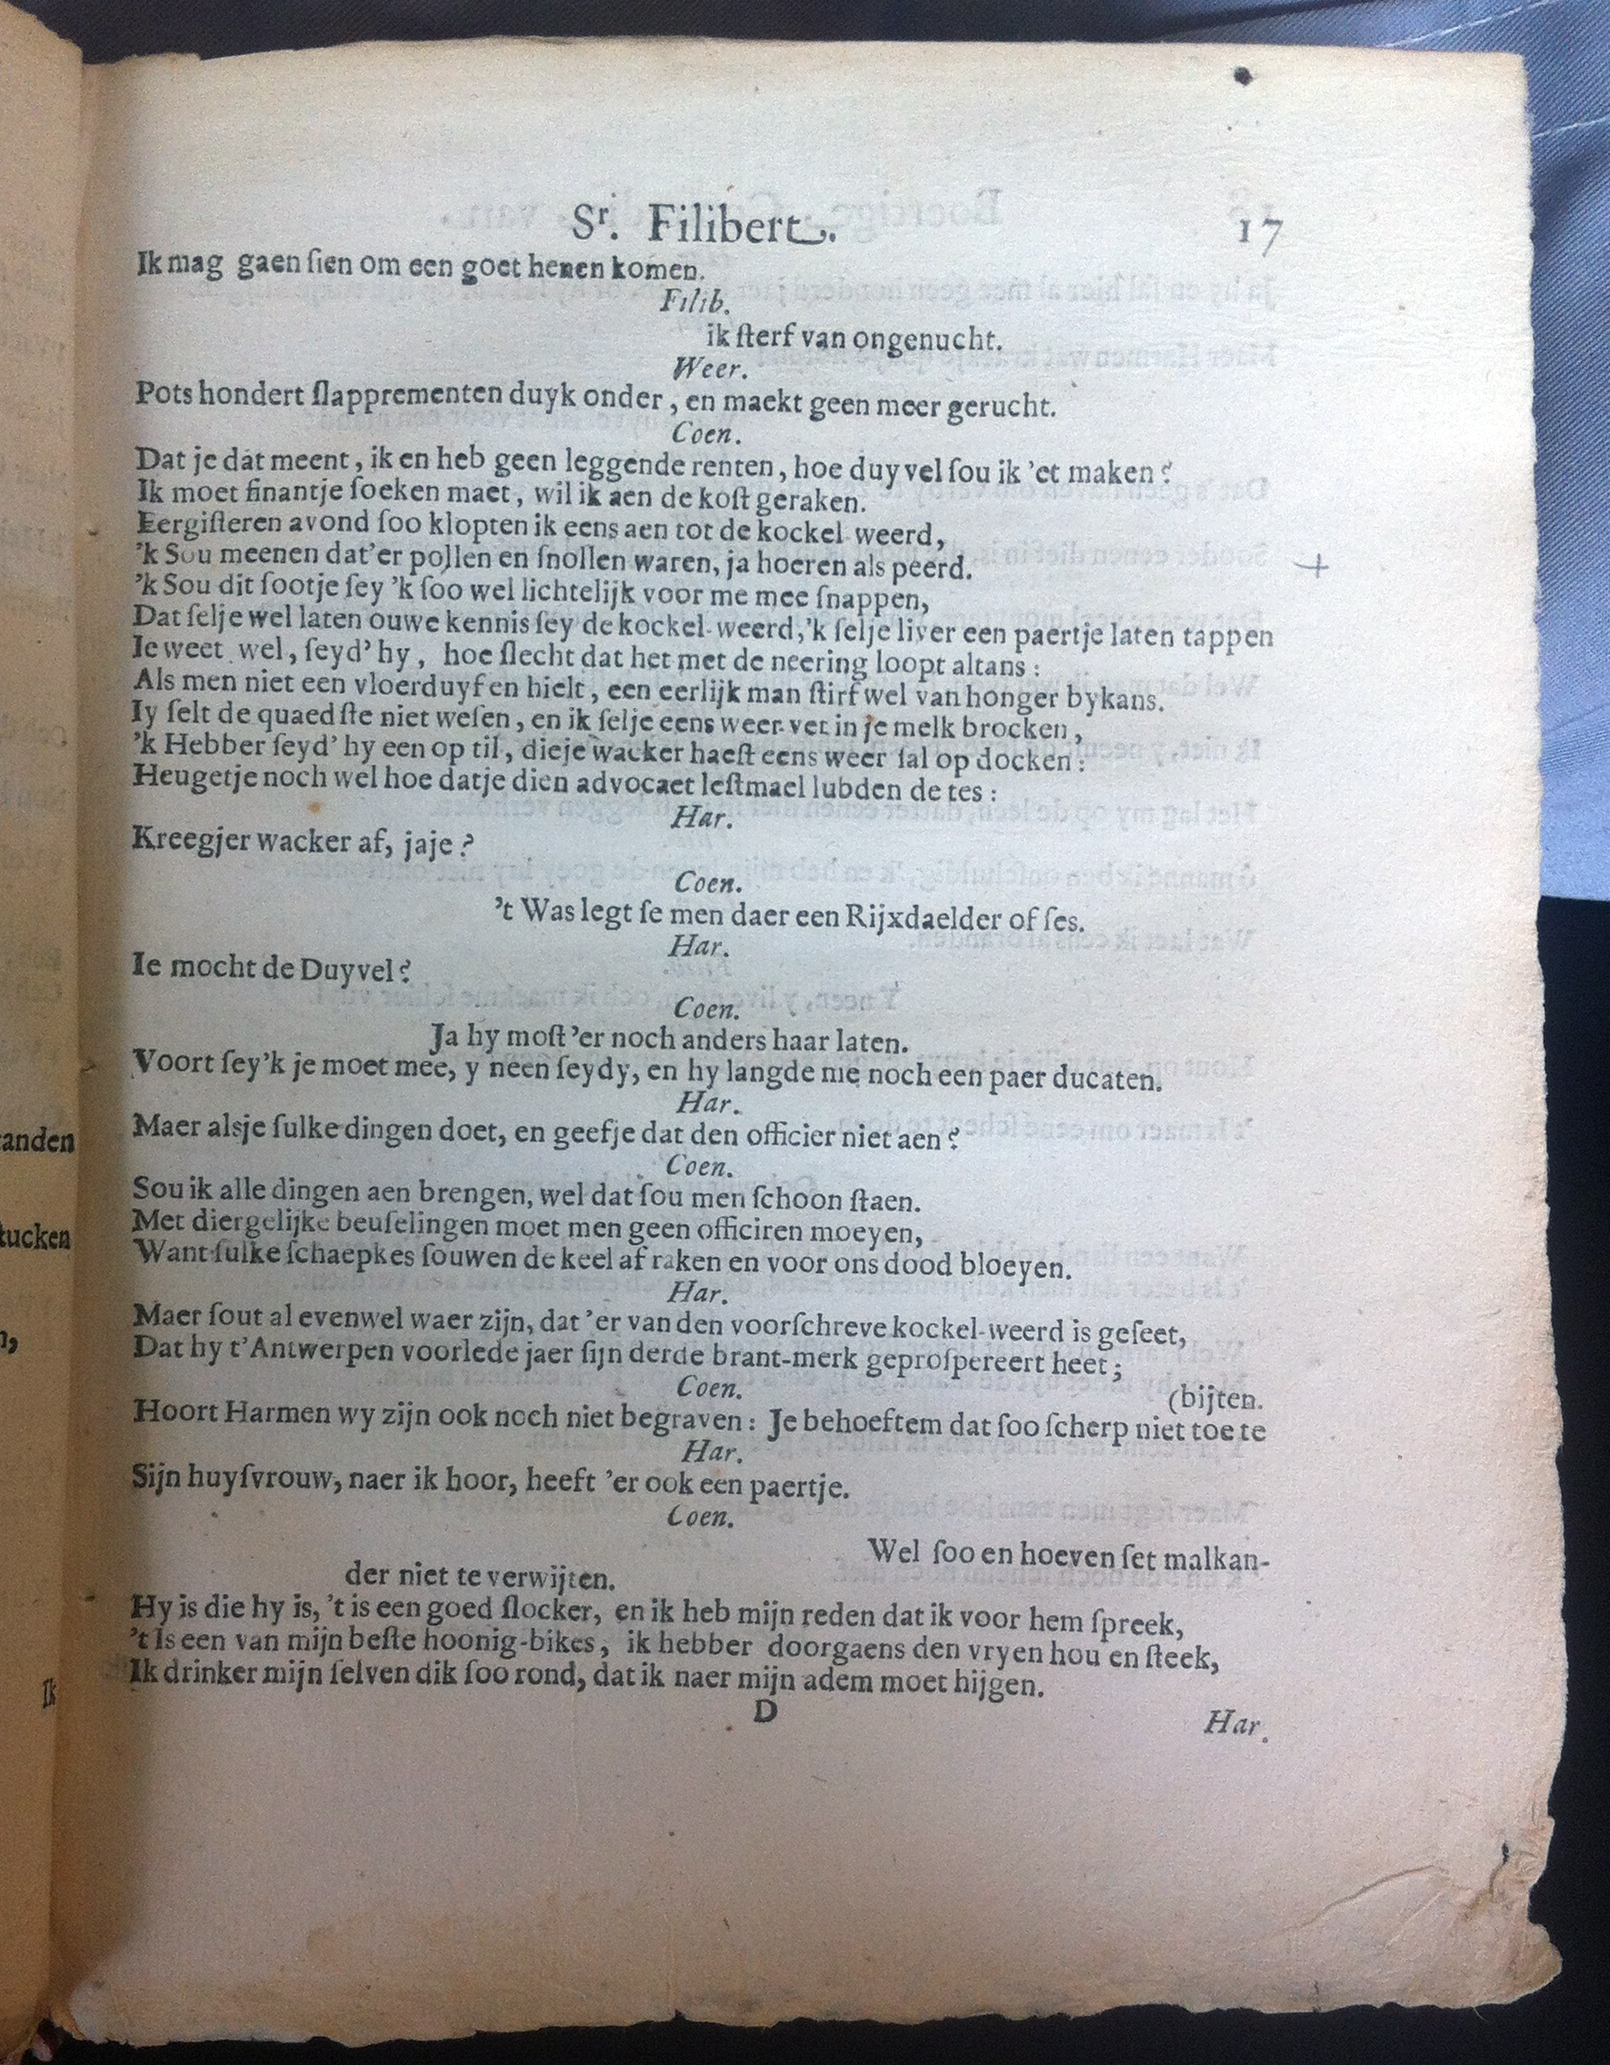 Sr. Filibert. 17
Ik mag gaen ſien om een goet henen komen.
Filib.
ik ſterf van ongenucht.
Weer.
Pots hondert ſlapprementen duyk onder, en maekt geen meer gerucht.
Coen.
Dat je dat meent, ik en heb geen leggende renten, hoe duyvel ſou ik 'et maken?
Ik moet finantje ſoeken maet, wil ik aen de koſt geraken.
Eergiſteren avond ſoo klopten ik eens aen tot de kockel-weerd,
'k Sou meenen dat'er pollen en ſnollen waren, ja hoeren als peerd.
'k Sou dit ſootje ſey 'k ſoo wel lichtelijk voor me mee ſnappen,
Dat ſelje wel laten ouwe kennis ſey de kockel-weerd, 'k ſelje liver een paertje laten tappen
Ie weet wel, ſeyd' hy, hoe ſlecht dat het met de neering loopt altans:
Als men niet een vloerduyf en hielt, een eerlijk man ſtirf wel van honger bykans.
Iy ſelt de quaedſte niet weſen, en ik ſelje eens weer vet in je melk brocken,
'k Hebber ſeyd' hy een op til, dieje wacker haeſt eens weer ſal op docken:
Heugetje noch wel hoe datje dien advocaet leſtmael lubden de tes:
Har.
Kreegjer wacker af, jaje?
Coen.
't Was legt ſe men daer een Rijxdaelder of ſes.
Har.
Ie mocht de Duyvel?
Coen.
Ja hy moſt 'er noch anders haar laten.
Voort ſey'k je moet mee, y neen ſeydy, en hy langde me noch een paer ducaten.
Har.
Maer alsje ſulke dingen doet, en geefje dat den officier niet aen?
Coen.
Sou ik alle dingen aen brengen, wel dat ſou men ſchoon ſtaen.
Met diergelijke beuſelingen moet men geen officiren moeyen,
Want ſulke ſchaepkes ſouwen de keel af raken en voor ons dood bloeyen.
Har.
Maer ſout al evenwel waer zijn, dat 'er van den voorſchreve kockel-weerd is geſeet,
Dat hy t'Antwerpen voorlede jaer ſijn derde brant-merk geproſpereert heet;
Coen.
(bijten.
Hoort Harmen wy zijn ook noch niet begraven: Je behoeftem dat ſoo ſcherp niet toe te
Har.
Sijn huyſvrouw, naer ik hoor, heeft 'er ook een paertje.
Coen.
Wel ſoo en hoeven ſet malkan-
der niet te verwijten.
Hy is die hy is, 't is een goed ſlocker, en ik heb mijn reden dat ik voor hem ſpreek,
't Is een van mijn beſte hoonig-bikes, ik hebber doorgaens den vryen hou en ſteek,
Ik drinker mijn ſelven dik ſoo rond, dat ik naer mijn adem moet hijgen.
D
Har.
anden
tucken
n,
Ik